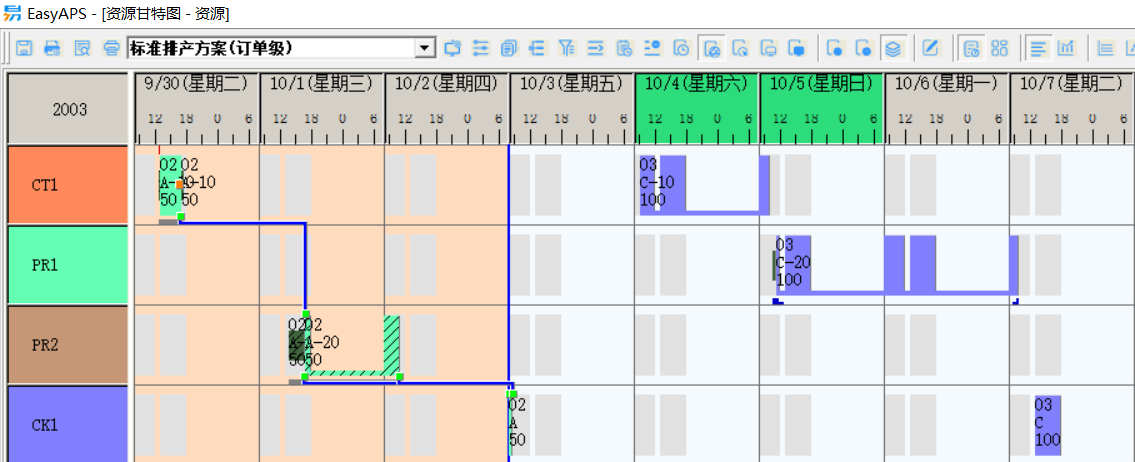 EasyAPS - [资源甘特图 - 资源]
标准排产方案(订单级)
2003
9/30(星期二) 10/1(星期三) 10/2(星期四) 10/3(星期五) 10/4(星期六) 10/5(星期日) 10/6(星期一) 10/7(星期二)
12 18 0 6 12 18 0 6 12 18 0 6 12 18 0 6 12 18 0 6 12 18 0 6 12 18 0 6 12 18 0 6
CT1
02 02
A-10
50 50
03
C-10
100
PR1
03
C-20
100
PR2
02 02
A-20
50 50
CK1
02
A
50
03
C
100